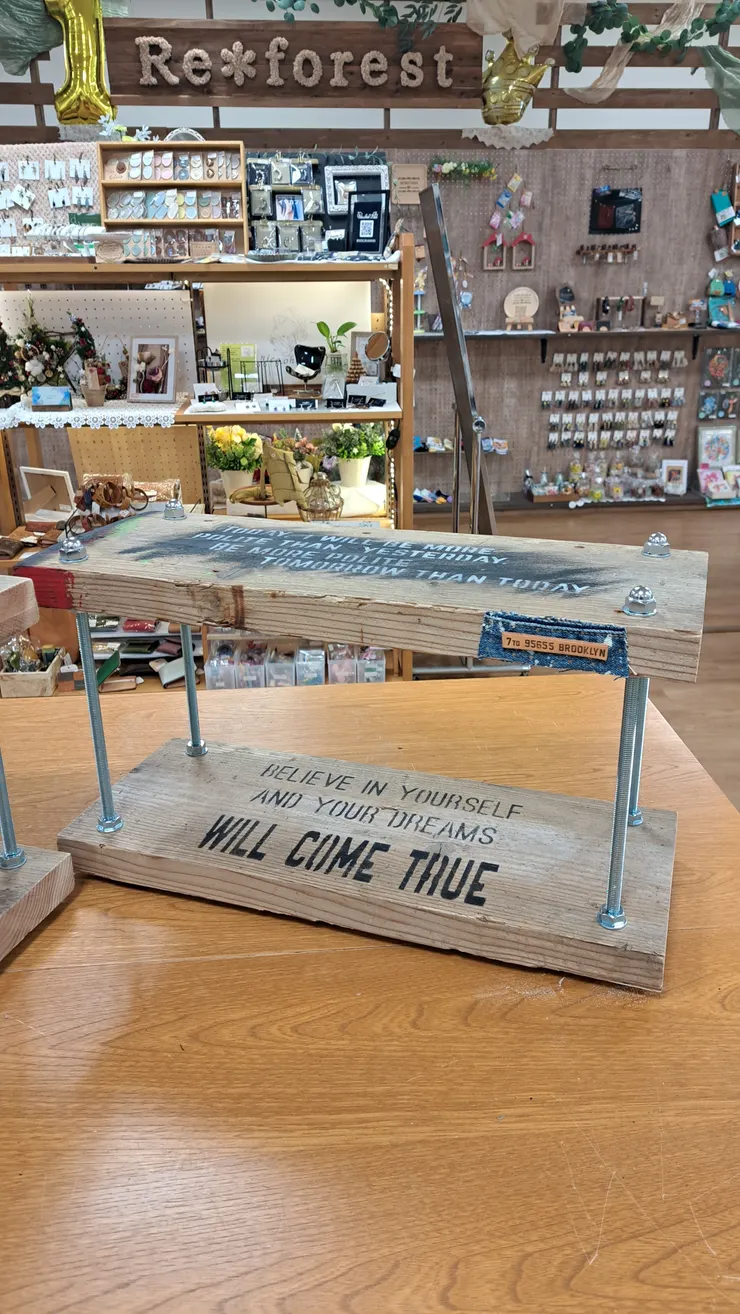 Re*forest
TODAY I WILL BE MORE
POLITE THAN YESTERDAY.
BE MORE POLITE
TOMORROW THAN TODAY
7TO 95655 BROOKLYN
BELIEVE IN YOURSELF
AND YOUR DREAMS
WILL COME TRUE